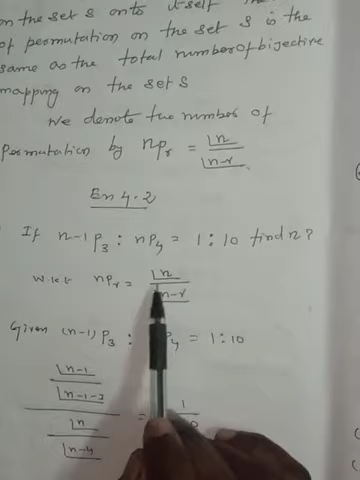 on the set s onto itself
of permutation on the set s is the
same as the total number of bijective
mapping on the set s
we denote the number of
Permutation by nPr = ⌊n / ⌊n-r
En 4.2
If n-1P3 : nP4 = 1:10 find n?
W.k.t nPr = ⌊n / ⌊n-r
Given (n-1)P3 : P4 = 1:10
⌊n-1 / ⌊n-1-3
= 1
⌊n / ⌊n-4